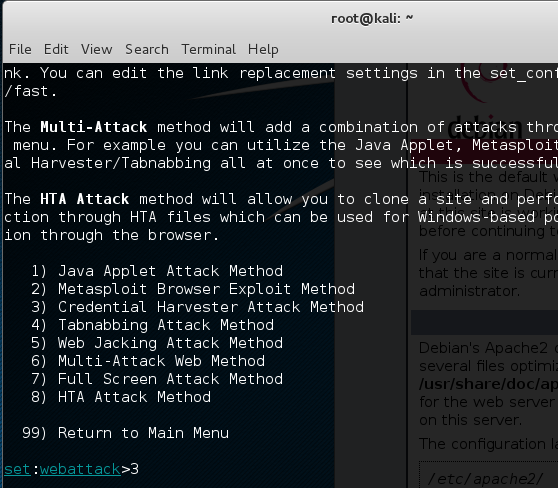 root@kali: ~
File Edit View Search Terminal Help
nk. You can edit the link replacement settings in the set_conf
/fast.
The Multi-Attack method will add a combination of attacks thro
menu. For example you can utilize the Java Applet, Metasploit
al Harvester/Tabnabbing all at once to see which is successful
The HTA Attack method will allow you to clone a site and perfo
ction through HTA files which can be used for Windows-based po
ion through the browser.
1) Java Applet Attack Method
2) Metasploit Browser Exploit Method
3) Credential Harvester Attack Method
4) Tabnabbing Attack Method
5) Web Jacking Attack Method
6) Multi-Attack Web Method
7) Full Screen Attack Method
8) HTA Attack Method
99) Return to Main Menu
set:webattack>3
debian
This is the default w
installation on Debi
before continuing to
If you are a normal
that the site is curr
administrator.
Debian's Apache2 c
several files optimiz
/usr/share/doc/ap
for the web server
on this server.
The configuration la
/etc/apache2/